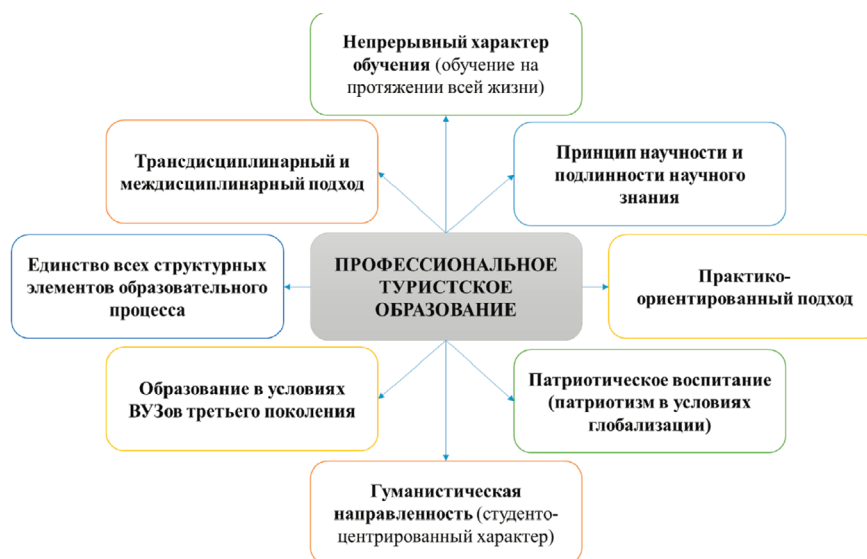 Непрерывный характер
обучения (обучение на
протяжении всей жизни)
Трансдисциплинарный и
междисциплинарный подход
Принцип научности и
подлинности научного
знания
Единство всех структурных
элементов образовательного
процесса
ПРОФЕССИОНАЛЬНОЕ
ТУРИСТСКОЕ
ОБРАЗОВАНИЕ
Практико-
ориентированный подход
Образование в условиях
ВУЗов третьего поколения
Патриотическое воспитание
(патриотизм в условиях
глобализации)
Гуманистическая
направленность (студенто-
центрированный характер)